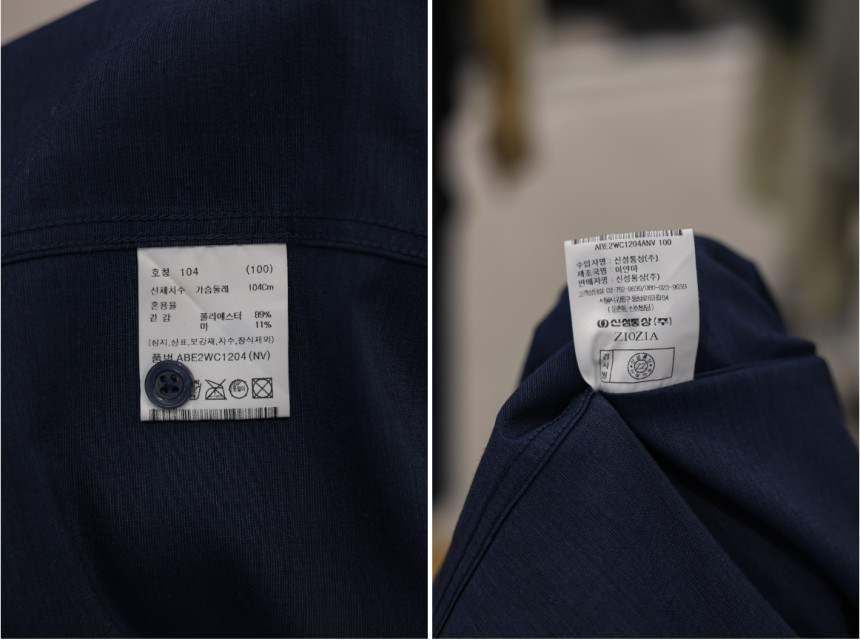 호칭 104 (100)
신체치수 가슴둘레 104Cm
혼용율
겉감 폴리에스터 89%
마 11%
(심지,상표,보강재,자수,장식제외)
품번 ABE2WC1204 (NV)
ABE2WC1204ANV 100
수입자명 : 신성통상(주)
제조국명 : 미얀마
판매자명 : 신성통상(주)
신성통상(주)
ZIOZIA